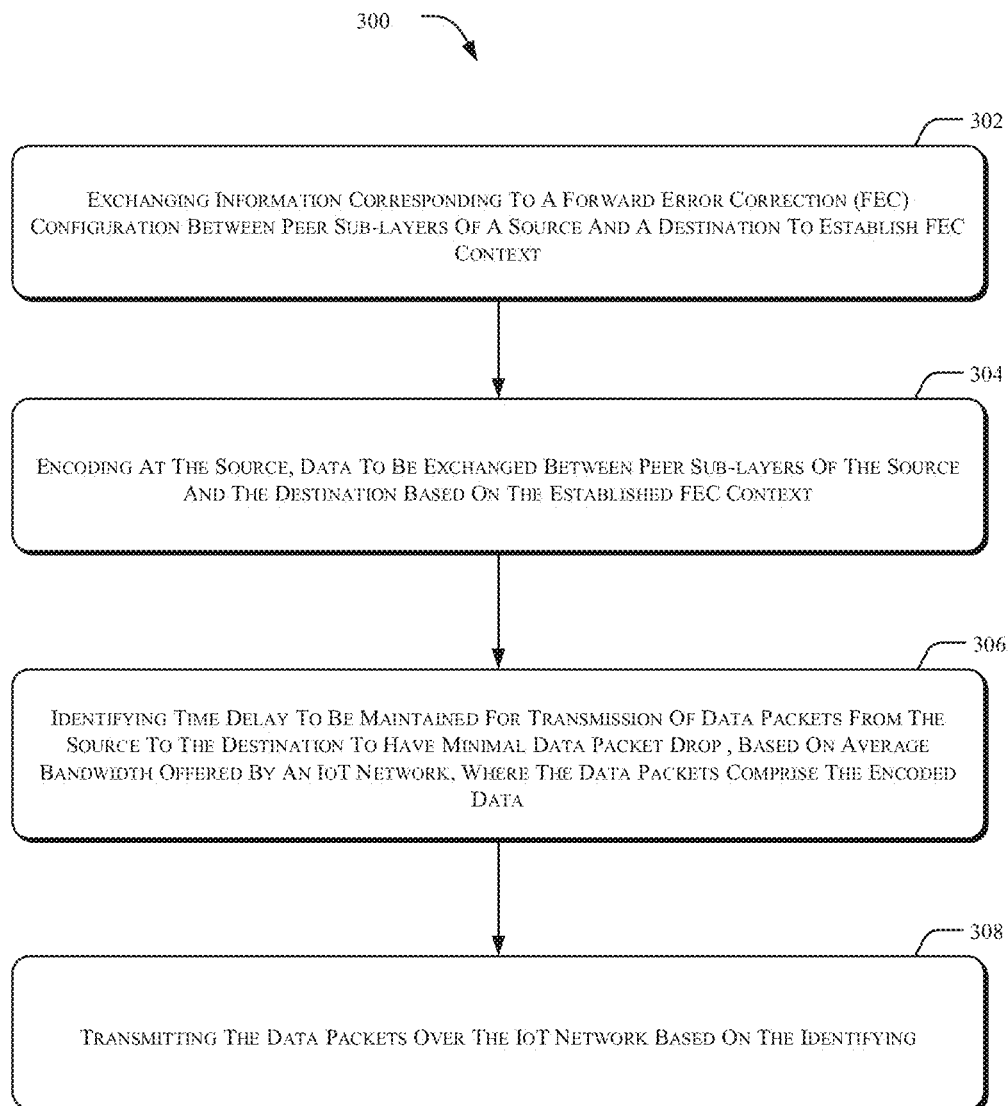 300
302
EXCHANGING INFORMATION CORRESPONDING TO A FORWARD ERROR CORRECTION (FEC)
CONFIGURATION BETWEEN PEER SUB-LAYERS OF A SOURCE AND A DESTINATION TO ESTABLISH FEC
CONTEXT
304
ENCODING AT THE SOURCE, DATA TO BE EXCHANGED BETWEEN PEER SUB-LAYERS OF THE SOURCE
AND THE DESTINATION BASED ON THE ESTABLISHED FEC CONTEXT
306
IDENTIFYING TIME DELAY TO BE MAINTAINED FOR TRANSMISSION OF DATA PACKETS FROM THE
SOURCE TO THE DESTINATION TO HAVE MINIMAL DATA PACKET DROP , BASED ON AVERAGE
BANDWIDTH OFFERED BY AN IOT NETWORK, WHERE THE DATA PACKETS COMPRISE THE ENCODED
DATA
308
TRANSMITTING THE DATA PACKETS OVER THE IOT NETWORK BASED ON THE IDENTIFYING